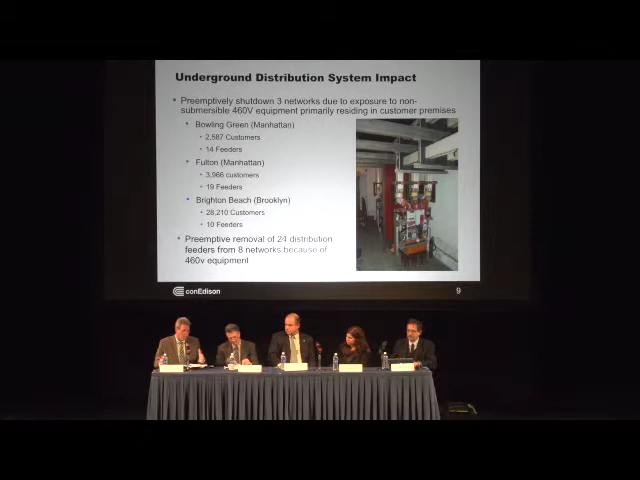 Underground Distribution System Impact
• Preemptively shutdown 3 networks due to exposure to non-
submersible 460V equipment primarily residing in customer premises
• Bowling Green (Manhattan)
• 2,587 Customers
• 14 Feeders
• Fulton (Manhattan)
• 3,966 customers
• 19 Feeders
• Brighton Beach (Brooklyn)
• 28,210 Customers
• 10 Feeders
• Preemptive removal of 24 distribution
feeders from 8 networks because of
460v equipment
conEdison
9